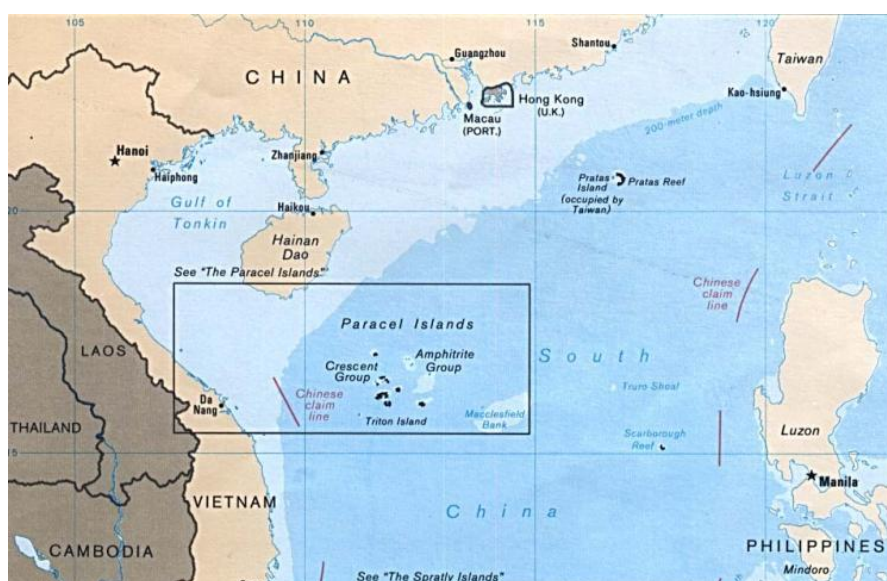 105
110
115
120
Guangzhou
Shantou
Taiwan
CHINA
Hong Kong
(U.K.)
Macau
(PORT.)
Kao-hsiung
200-meter depth
Hanoi
Haiphong
Zhanjiang
Pratas
Island
(occupied by
Taiwan)
Pratas Reef
Luzon
Strait
20
Gulf of
Tonkin
Haikou
Hainan
Dao
See "The Paracel Islands"
Chinese
claim
line
Paracel Islands
LAOS
Crescent
Group
Amphitrite
Group
South
Truro Shoal
Chinese
claim
line
Da
Nang
Triton Island
Macclesfield
Bank
THAILAND
Scarborough
Reef
Luzon
15
Manila
VIETNAM
China
CAMBODIA
PHILIPPINES
See "The Spratly Islands"
Mindoro